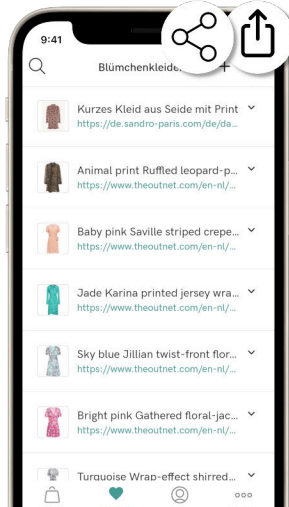 9:41
Blümchenkleide
Kurzes Kleid aus Seide mit Print
https://de.sandro-paris.com/de/da...
Animal print Ruffled leopard-p...
https://www.theoutnet.com/en-nl/...
Baby pink Saville striped crepe...
https://www.theoutnet.com/en-nl/...
Jade Karina printed jersey wra...
https://www.theoutnet.com/en-nl/...
Sky blue Jillian twist-front flor...
https://www.theoutnet.com/en-nl/...
Bright pink Gathered floral-jac...
https://www.theoutnet.com/en-nl/...
Turquoise Wrap-effect shirred...